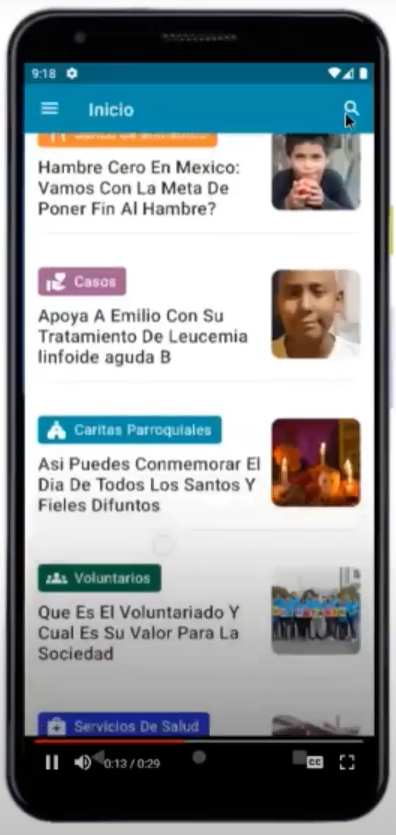 9:18
Inicio
Hambre Cero En Mexico:
Vamos Con La Meta De
Poner Fin Al Hambre?
Casos
Apoya A Emilio Con Su
Tratamiento De Leucemia
linfoide aguda B
Caritas Parroquiales
Asi Puedes Conmemorar El
Dia De Todos Los Santos Y
Fieles Difuntos
Voluntarios
Que Es El Voluntariado Y
Cual Es Su Valor Para La
Sociedad
Servicios De Salud
0:13 / 0:29
CC